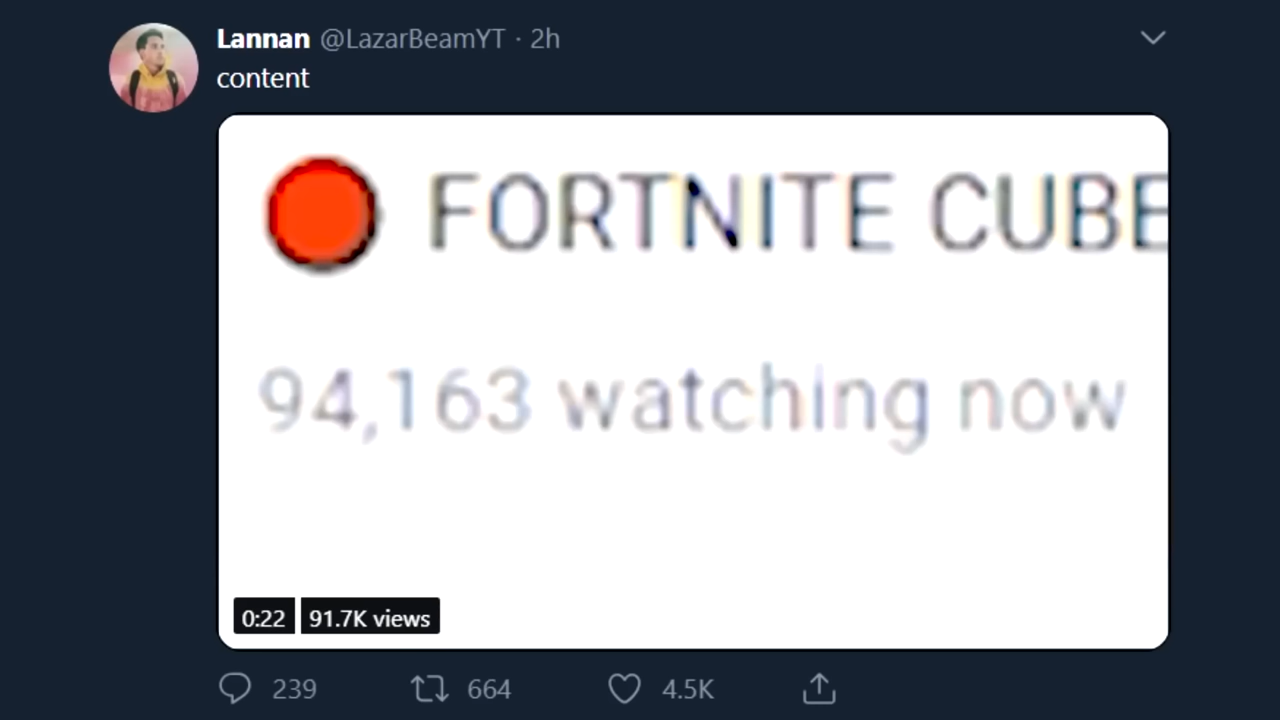 Lannan @LazarBeamYT · 2h
content
FORTNITE CUBE
94,163 watching now
0:22 91.7K views
239 664 4.5K